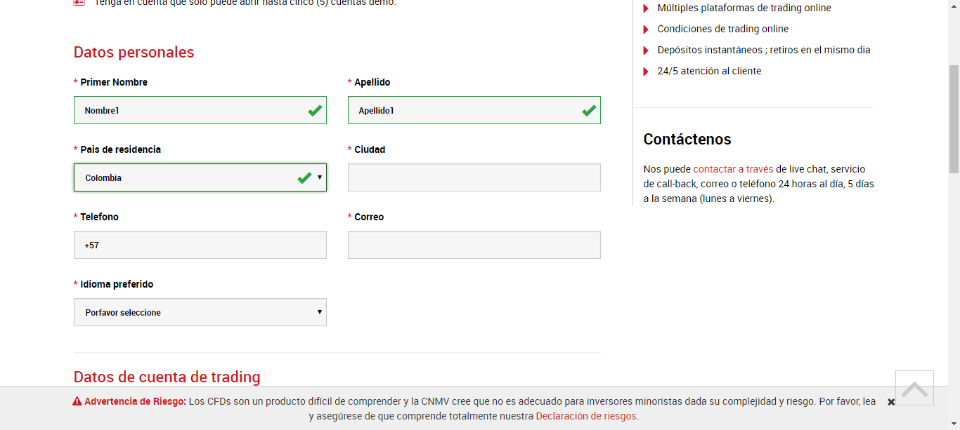 Tenga en cuenta que solo puede abrir hasta cinco (5) cuentas demo.
Datos personales
* Primer Nombre
* Apellido
Nombre1
Apellido1
* Pais de residencia
* Ciudad
Colombia
* Telefono
* Correo
+57
* Idioma preferido
Porfavor seleccione
Datos de cuenta de trading
Múltiples plataformas de trading online
Condiciones de trading online
Depósitos instantáneos ; retiros en el mismo dia
24/5 atención al cliente
Contáctenos
Nos puede contactar a través de live chat, servicio
de call-back, correo o teléfono 24 horas al día, 5 días
a la semana (lunes a viernes).
Advertencia de Riesgo: Los CFDs son un producto difícil de comprender y la CNMV cree que no es adecuado para inversores minoristas dada su complejidad y riesgo. Por favor, lea
y asegúrese de que comprende totalmente nuestra Declaración de riesgos.